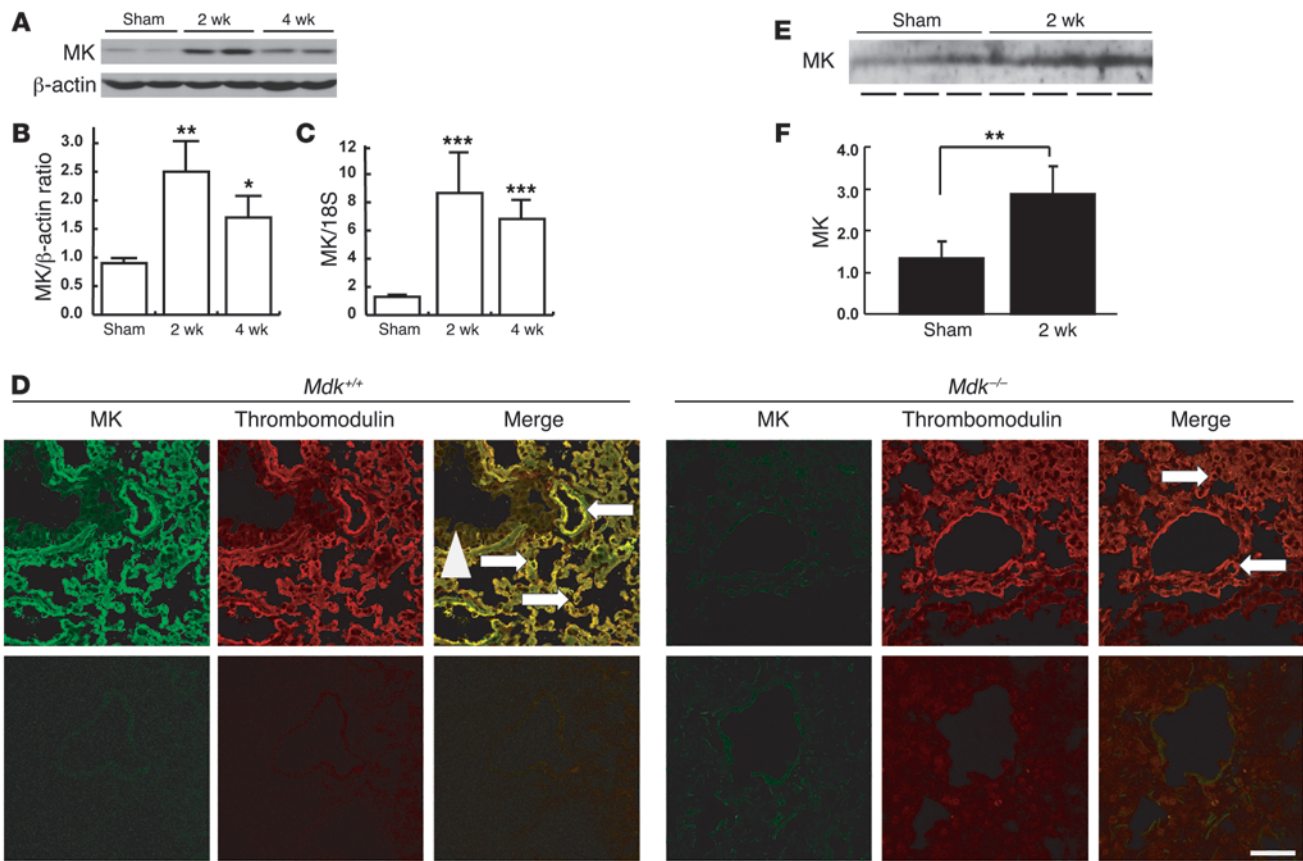 A
Sham 2 wk 4 wk
MK
β-actin
B
MK/β-actin ratio
3.0
2.5
2.0
1.5
1.0
0.5
0.0
**
*
Sham 2 wk 4 wk
C
MK/18S
12
10
8
6
4
2
0
***
***
Sham 2 wk 4 wk
E
Sham 2 wk
MK
F
MK
4.0
3.0
2.0
1.0
0.0
**
Sham 2 wk
D
Mdk+/+
MK Thrombomodulin Merge
Mdk–/–
MK Thrombomodulin Merge